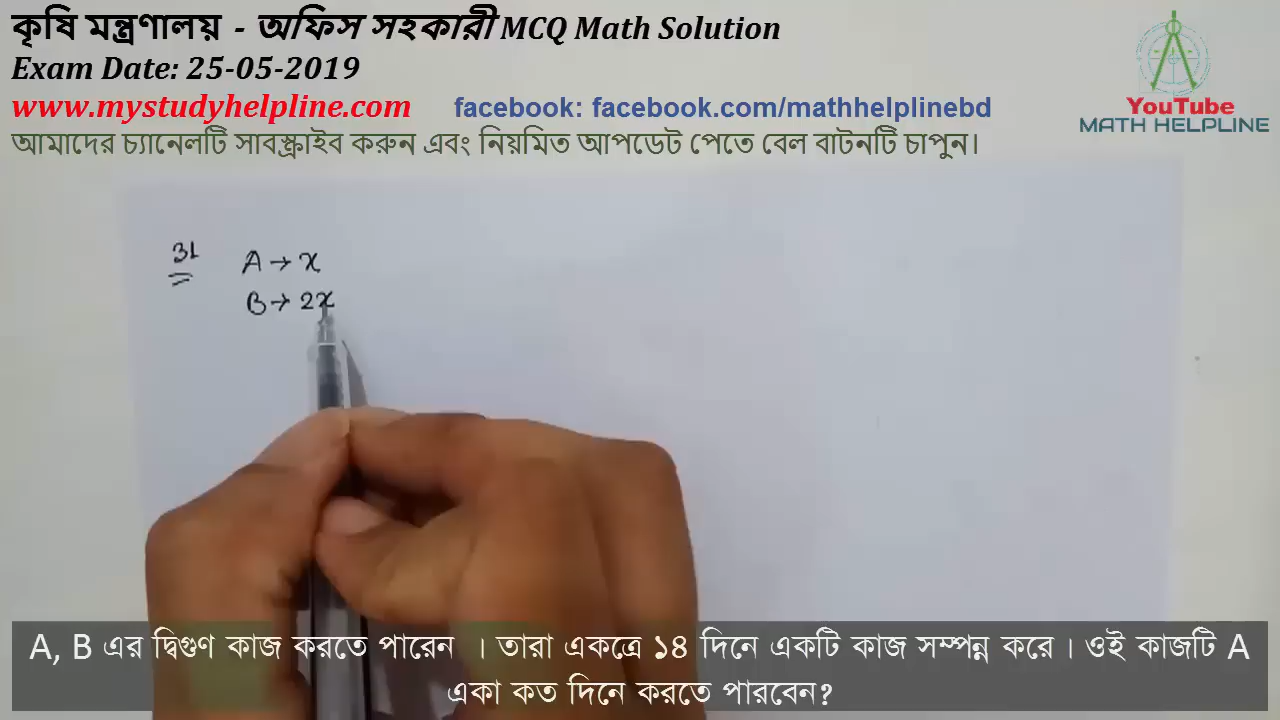 কৃষি মন্ত্রণালয় - অফিস সহকারী MCQ Math Solution
Exam Date: 25-05-2019
www.mystudyhelpline.com facebook: facebook.com/mathhelplinebd
YouTube
MATH HELPLINE
আমাদের চ্যানেলটি সাবস্ক্রাইব করুন এবং নিয়মিত আপডেট পেতে বেল বাটনটি চাপুন।
31 A → x
B → 2x
A, B এর দ্বিগুণ কাজ করতে পারেন । তারা একত্রে ১৪ দিনে একটি কাজ সম্পন্ন করে। ওই কাজটি A
একা কত দিনে করতে পারবেন?